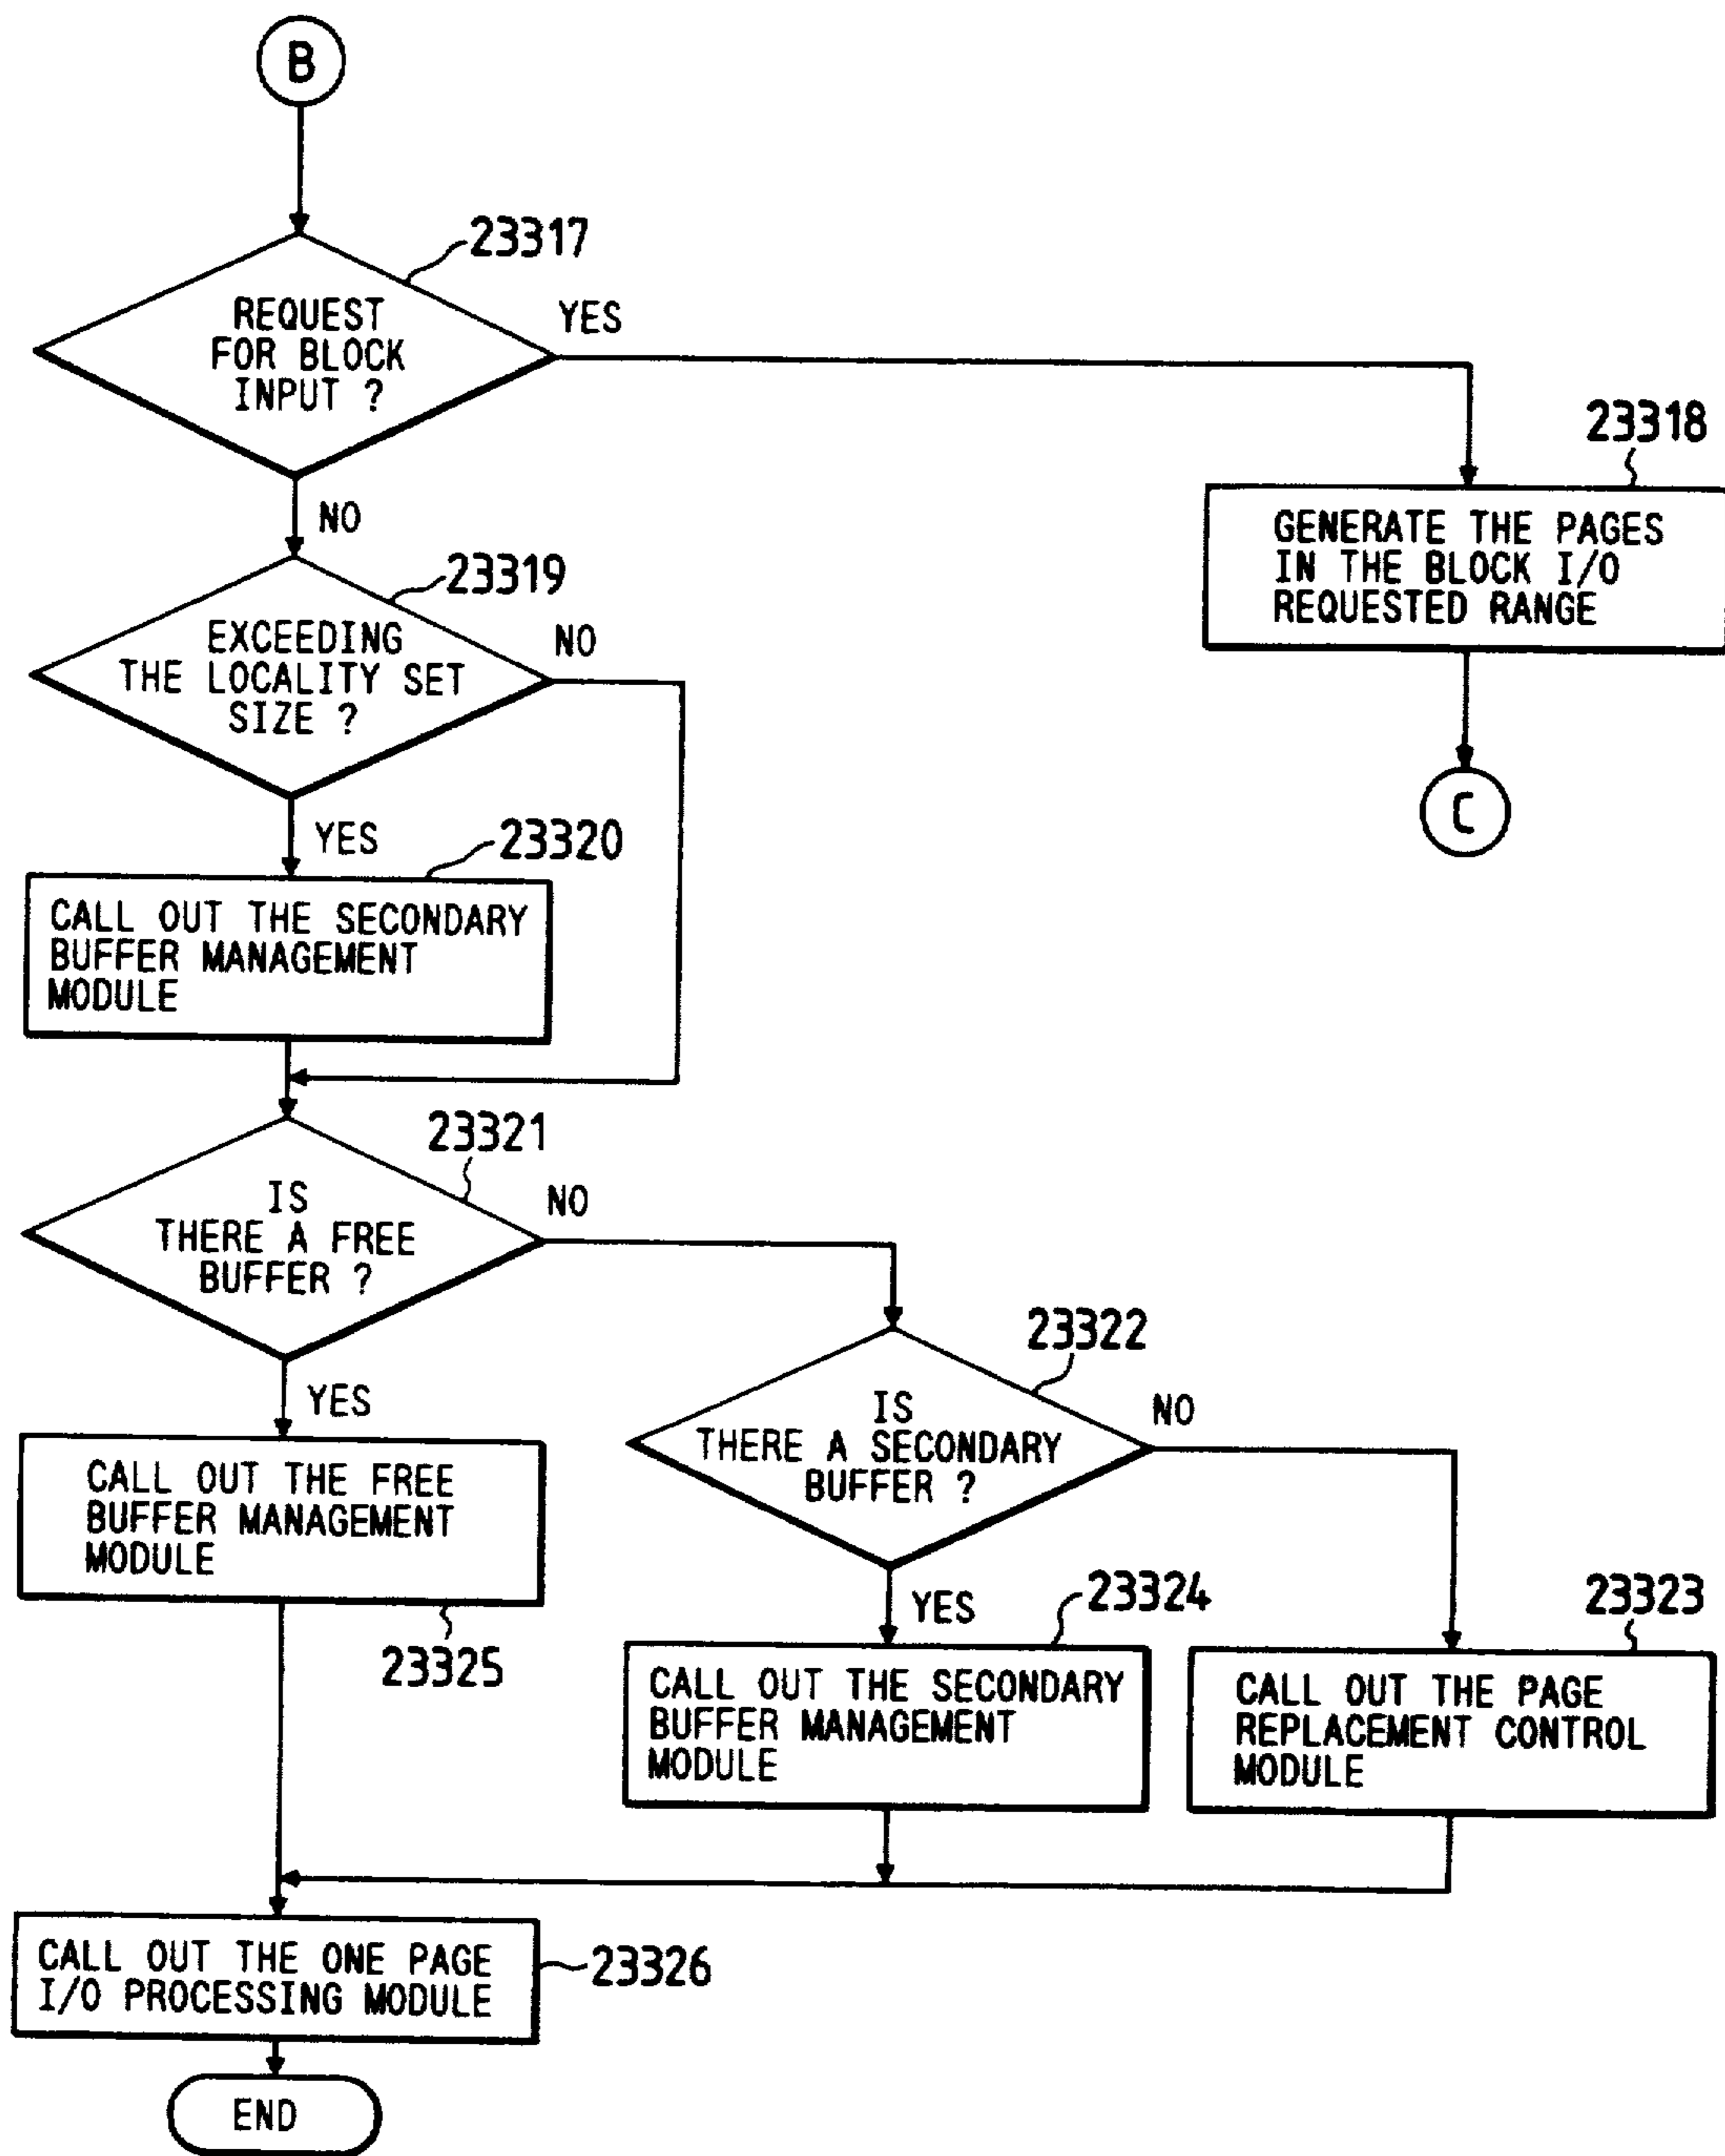 B
23317
REQUEST
FOR BLOCK
INPUT ?
YES
NO
23318
GENERATE THE PAGES
IN THE BLOCK I/O
REQUESTED RANGE
C
23319
EXCEEDING
THE LOCALITY SET
SIZE ?
NO
YES
23320
CALL OUT THE SECONDARY
BUFFER MANAGEMENT
MODULE
23321
IS
THERE A FREE
BUFFER ?
NO
YES
23322
IS
THERE A SECONDARY
BUFFER ?
NO
YES
CALL OUT THE FREE
BUFFER MANAGEMENT
MODULE
23325
23324
CALL OUT THE SECONDARY
BUFFER MANAGEMENT
MODULE
23323
CALL OUT THE PAGE
REPLACEMENT CONTROL
MODULE
CALL OUT THE ONE PAGE
I/O PROCESSING MODULE
23326
END